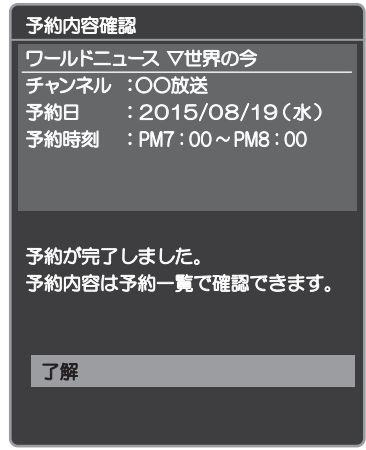 予約内容確認
ワールドニュース ▽世界の今
チャンネル ：○○放送
予約日 ：2015/08/19（水）
予約時刻 ：PM7：00～PM8：00
予約が完了しました。
予約内容は予約一覧で確認できます。
了解